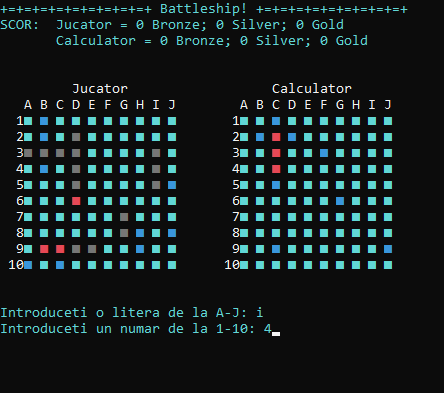 +=+=+=+=+=+=+=+=+ Battleship! +=+=+=+=+=+=+=+=+
SCOR:  Jucator = 0 Bronze; 0 Silver; 0 Gold
Calculator = 0 Bronze; 0 Silver; 0 Gold
Jucator Calculator
A B C D E F G H I J A B C D E F G H I J
1 1
2 2
3 3
4 4
5 5
6 6
7 7
8 8
9 9
10 10
Introduceti o litera de la A-J: i
Introduceti un numar de la 1-10: 4